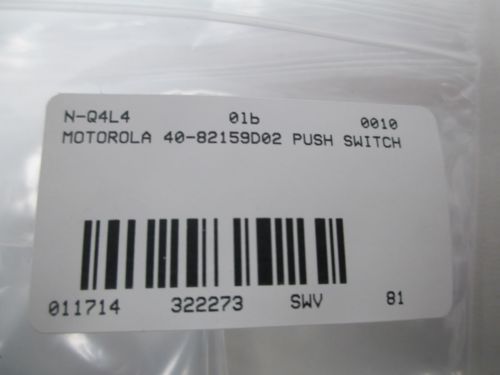 N-Q4L4 01b 0010
MOTOROLA 40-82159D02 PUSH SWITCH
011714 322273 SWV 81